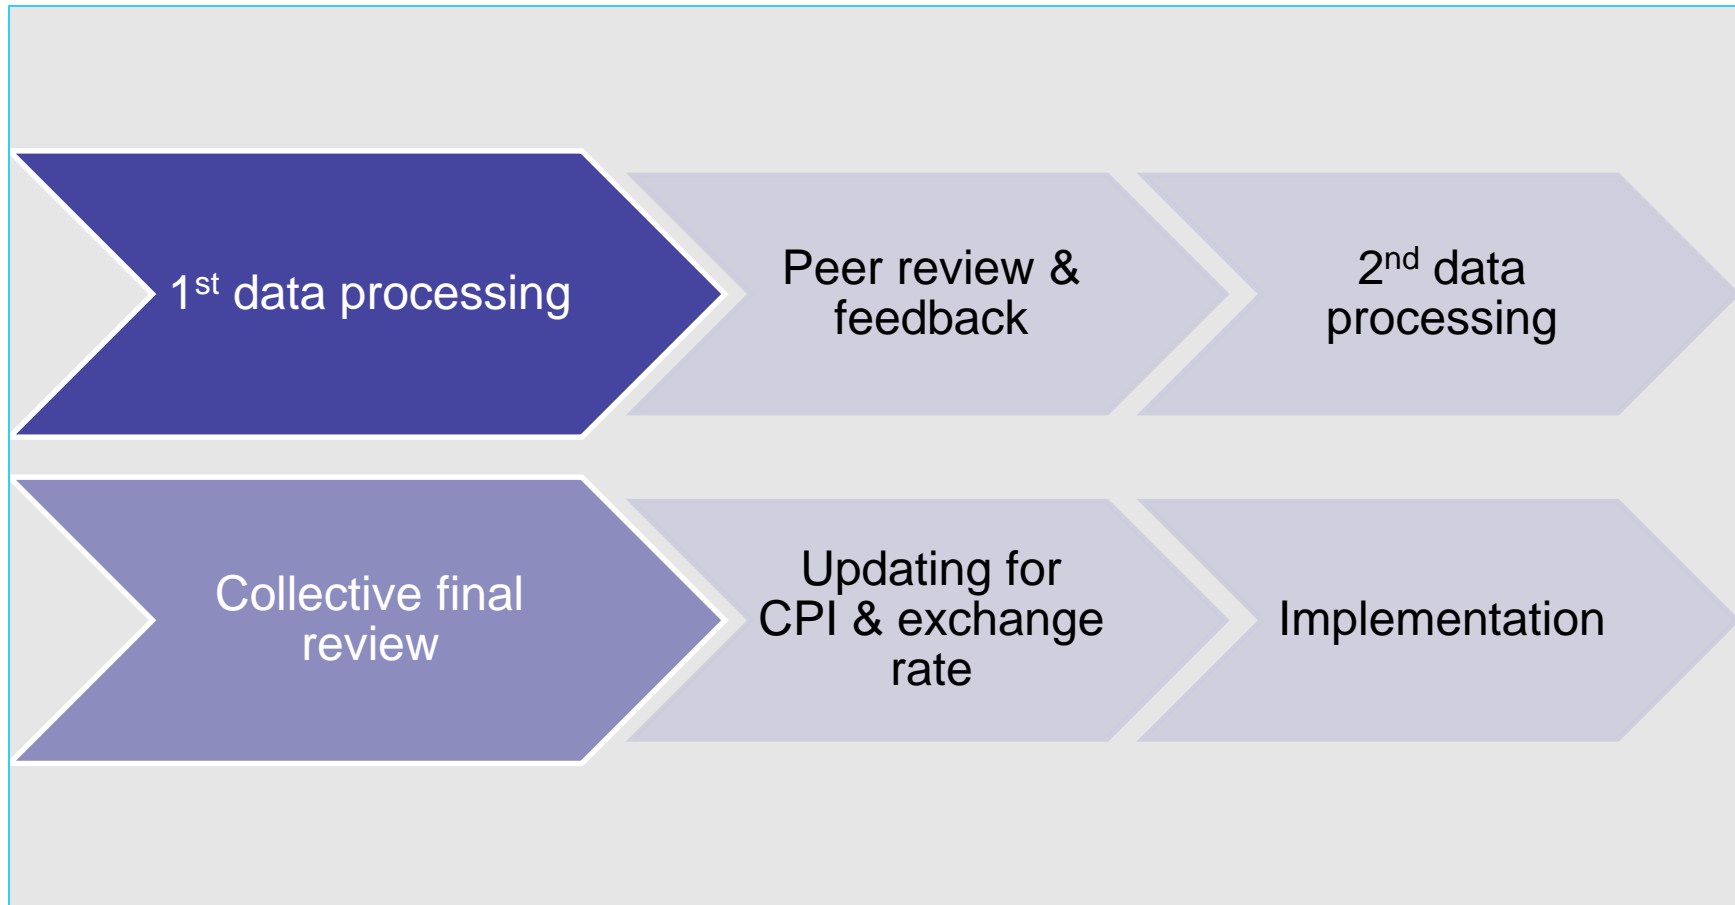 1st data processing
Peer review &
feedback
2nd data
processing
Collective final
review
Updating for
CPI & exchange
rate
Implementation